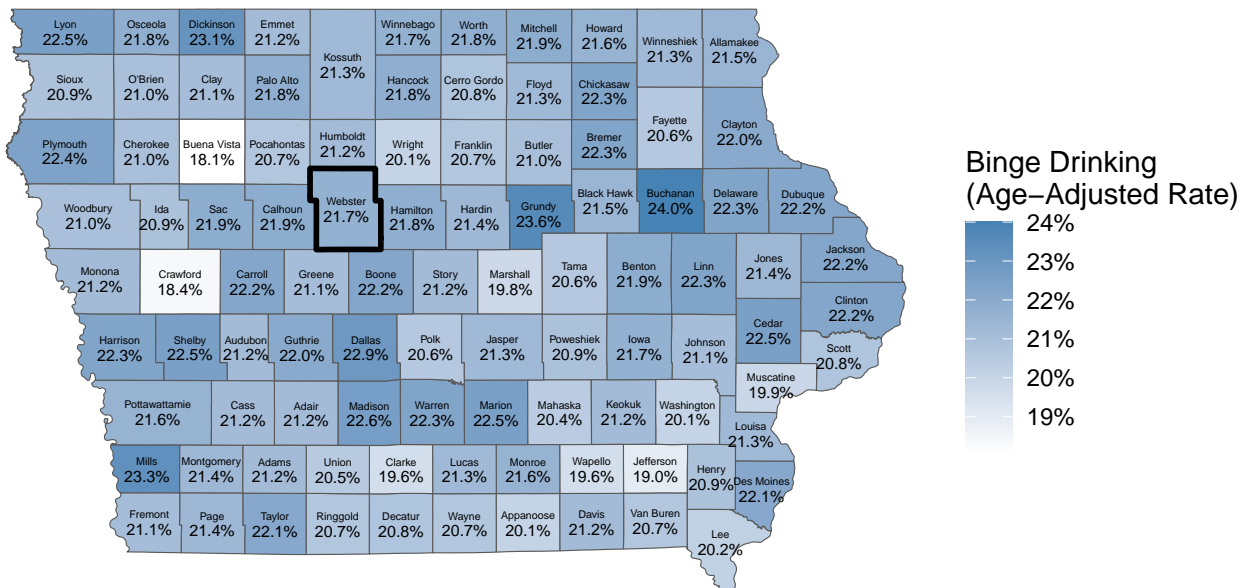 Lyon
22.5%
Osceola
21.8%
Dickinson
23.1%
Emmet
21.2%
Kossuth
21.3%
Winnebago
21.7%
Worth
21.8%
Mitchell
21.9%
Howard
21.6%
Winneshiek
21.3%
Allamakee
21.5%
Sioux
20.9%
O'Brien
21.0%
Clay
21.1%
Palo Alto
21.8%
Hancock
21.8%
Cerro Gordo
20.8%
Floyd
21.3%
Chickasaw
22.3%
Fayette
20.6%
Clayton
22.0%
Plymouth
22.4%
Cherokee
21.0%
Buena Vista
18.1%
Pocahontas
20.7%
Humboldt
21.2%
Wright
20.1%
Franklin
20.7%
Butler
21.0%
Bremer
22.3%
Woodbury
21.0%
Ida
20.9%
Sac
21.9%
Calhoun
21.9%
Webster
21.7%
Hamilton
21.8%
Hardin
21.4%
Grundy
23.6%
Black Hawk
21.5%
Buchanan
24.0%
Delaware
22.3%
Dubuque
22.2%
Monona
21.2%
Crawford
18.4%
Carroll
22.2%
Greene
21.1%
Boone
22.2%
Story
21.2%
Marshall
19.8%
Tama
20.6%
Benton
21.9%
Linn
22.3%
Jones
21.4%
Jackson
22.2%
Clinton
22.2%
Harrison
22.3%
Shelby
22.5%
Audubon
21.2%
Guthrie
22.0%
Dallas
22.9%
Polk
20.6%
Jasper
21.3%
Poweshiek
20.9%
Iowa
21.7%
Johnson
21.1%
Cedar
22.5%
Scott
20.8%
Muscatine
19.9%
Pottawattamie
21.6%
Cass
21.2%
Adair
21.2%
Madison
22.6%
Warren
22.3%
Marion
22.5%
Mahaska
20.4%
Keokuk
21.2%
Washington
20.1%
Louisa
21.3%
Mills
23.3%
Montgomery
21.4%
Adams
21.2%
Union
20.5%
Clarke
19.6%
Lucas
21.3%
Monroe
21.6%
Wapello
19.6%
Jefferson
19.0%
Henry
20.9%
Des Moines
22.1%
Fremont
21.1%
Page
21.4%
Taylor
22.1%
Ringgold
20.7%
Decatur
20.8%
Wayne
20.7%
Appanoose
20.1%
Davis
21.2%
Van Buren
20.7%
Lee
20.2%
Binge Drinking
(Age−Adjusted Rate)
24%
23%
22%
21%
20%
19%